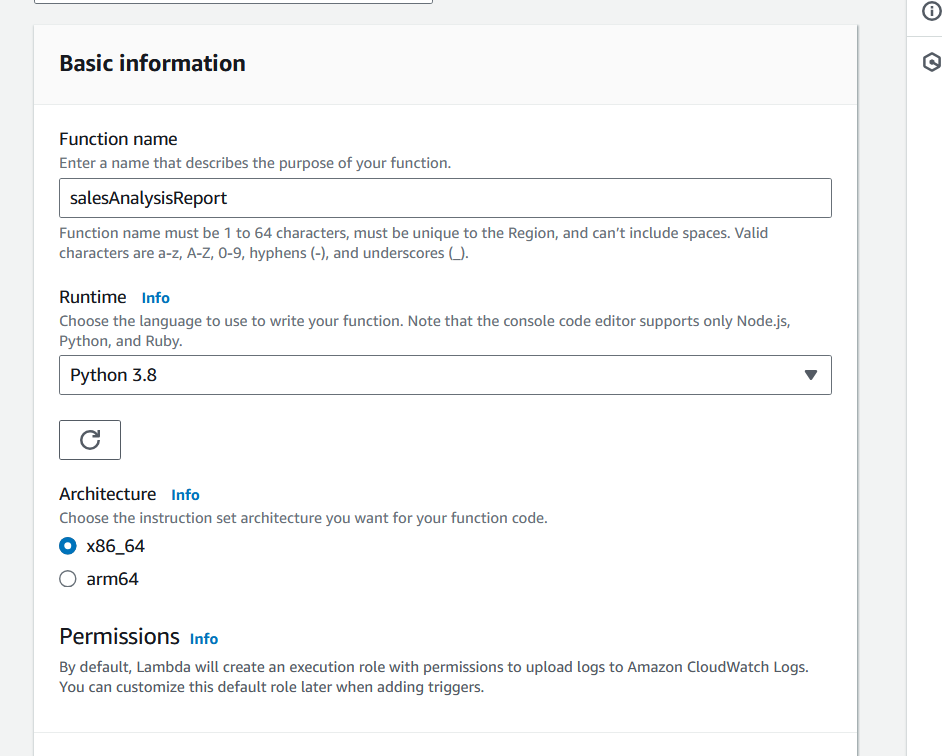 Basic information
Function name
Enter a name that describes the purpose of your function.
salesAnalysisReport
Function name must be 1 to 64 characters, must be unique to the Region, and can’t include spaces. Valid
characters are a-z, A-Z, 0-9, hyphens (-), and underscores (_).
Runtime Info
Choose the language to use to write your function. Note that the console code editor supports only Node.js,
Python, and Ruby.
Python 3.8
Architecture Info
Choose the instruction set architecture you want for your function code.
x86_64
arm64
Permissions Info
By default, Lambda will create an execution role with permissions to upload logs to Amazon CloudWatch Logs.
You can customize this default role later when adding triggers.